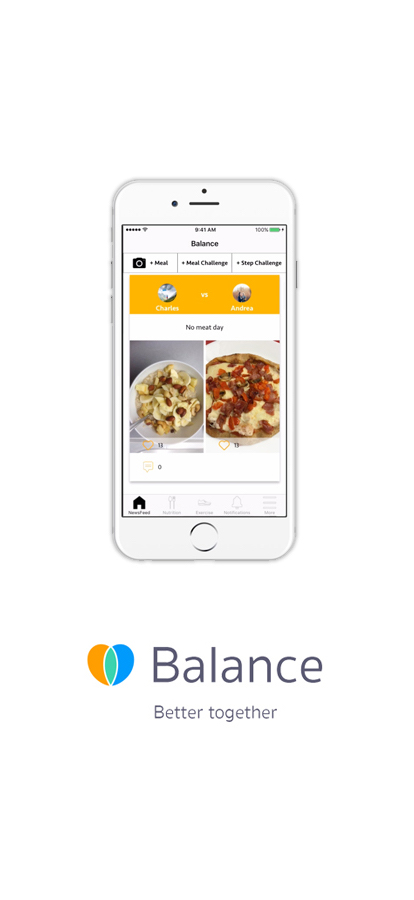 9:41 AM 100%
Balance
+ Meal + Meal Challenge + Step Challenge
vs
Charles Andrea
No meat day
13 13
0
NewsFeed Nutrition Exercise Notifications More
Balance
Better together